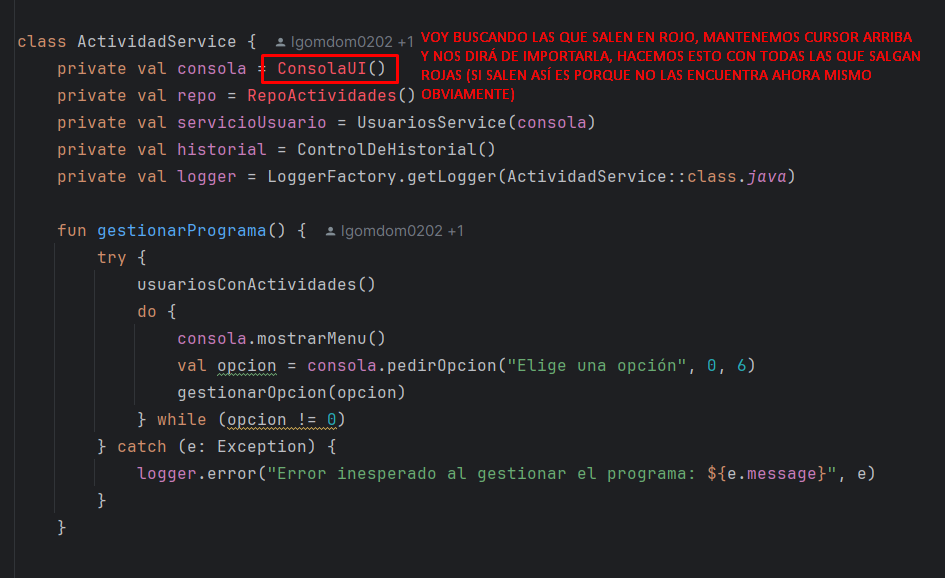 class ActividadService { lgomdom0202 +1
VOY BUSCANDO LAS QUE SALEN EN ROJO, MANTENEMOS CURSOR ARRIBA
Y NOS DIRÁ DE IMPORTARLA, HACEMOS ESTO CON TODAS LAS QUE SALGAN
ROJAS (SI SALEN ASÍ ES PORQUE NO LAS ENCUENTRA AHORA MISMO
OBVIAMENTE)
private val consola = ConsolaUI()
private val repo = RepoActividades()
private val servicioUsuario = UsuariosService(consola)
private val historial = ControlDeHistorial()
private val logger = LoggerFactory.getLogger(ActividadService::class.java)
fun gestionarPrograma() { lgomdom0202 +1
try {
usuariosConActividades()
do {
consola.mostrarMenu()
val opcion = consola.pedirOpcion("Elige una opción", 0, 6)
gestionarOpcion(opcion)
} while (opcion != 0)
} catch (e: Exception) {
logger.error("Error inesperado al gestionar el programa: ${e.message}", e)
}
}